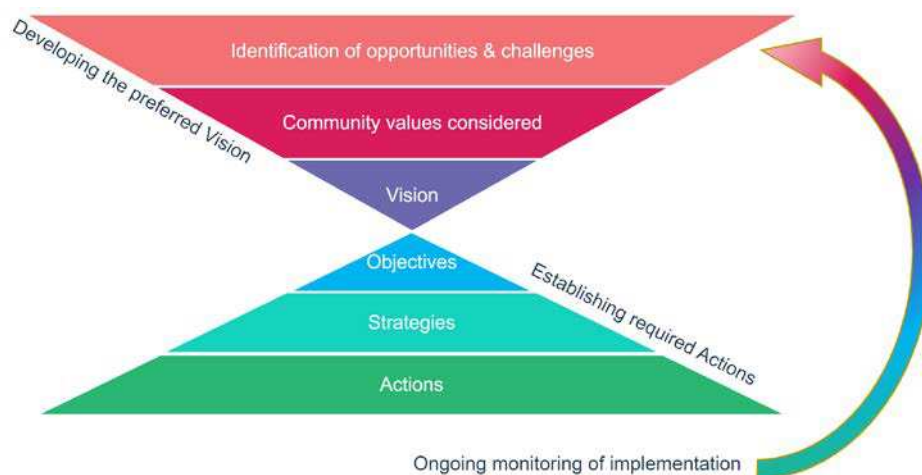 Identification of opportunities & challenges
Developing the preferred Vision
Community values considered
Vision
Objectives
Establishing required Actions
Strategies
Actions
Ongoing monitoring of implementation